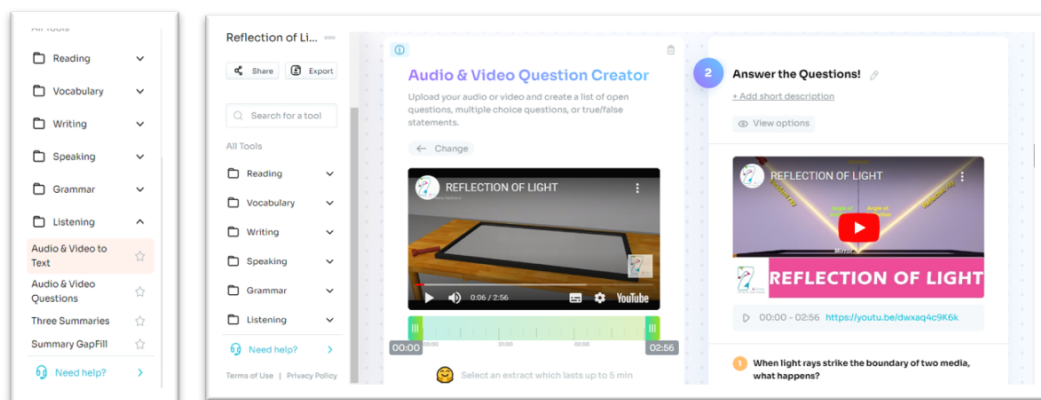 All Tools
Reading
Vocabulary
Writing
Speaking
Grammar
Listening
Audio & Video to
Text
Audio & Video
Questions
Three Summaries
Summary GapFill
Need help?
Reflection of Li...
Share
Export
Search for a tool
All Tools
Reading
Vocabulary
Writing
Speaking
Grammar
Listening
Need help?
Terms of Use | Privacy Policy
Audio & Video Question Creator
Upload your audio or video and create a list of open
questions, multiple choice questions, or true/false
statements.
Change
REFLECTION OF LIGHT
0:06 / 2:56
YouTube
00:00
02:56
Select an extract which lasts up to 5 min
2
Answer the Questions!
+ Add short description
View options
REFLECTION OF LIGHT
Angle of
Angle of
Mirror
REFLECTION OF LIGHT
00:00 - 02:56 https://youtu.be/dwxaq4c9K6k
1
When light rays strike the boundary of two media,
what happens?